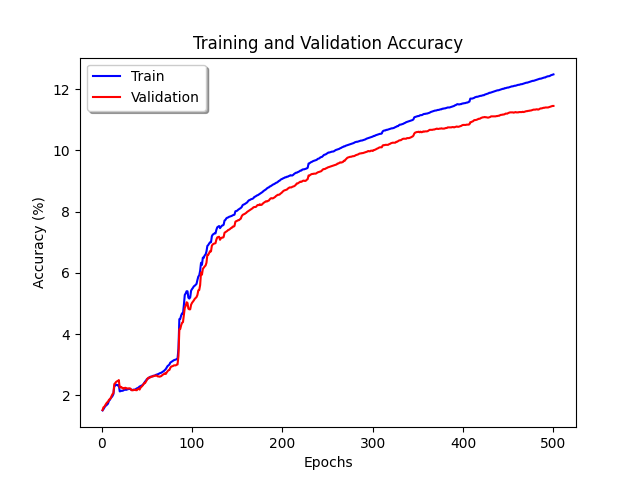 Training and Validation Accuracy
Train
Validation
12
10
8
6
4
2
Accuracy (%)
0
100
200
300
400
500
Epochs